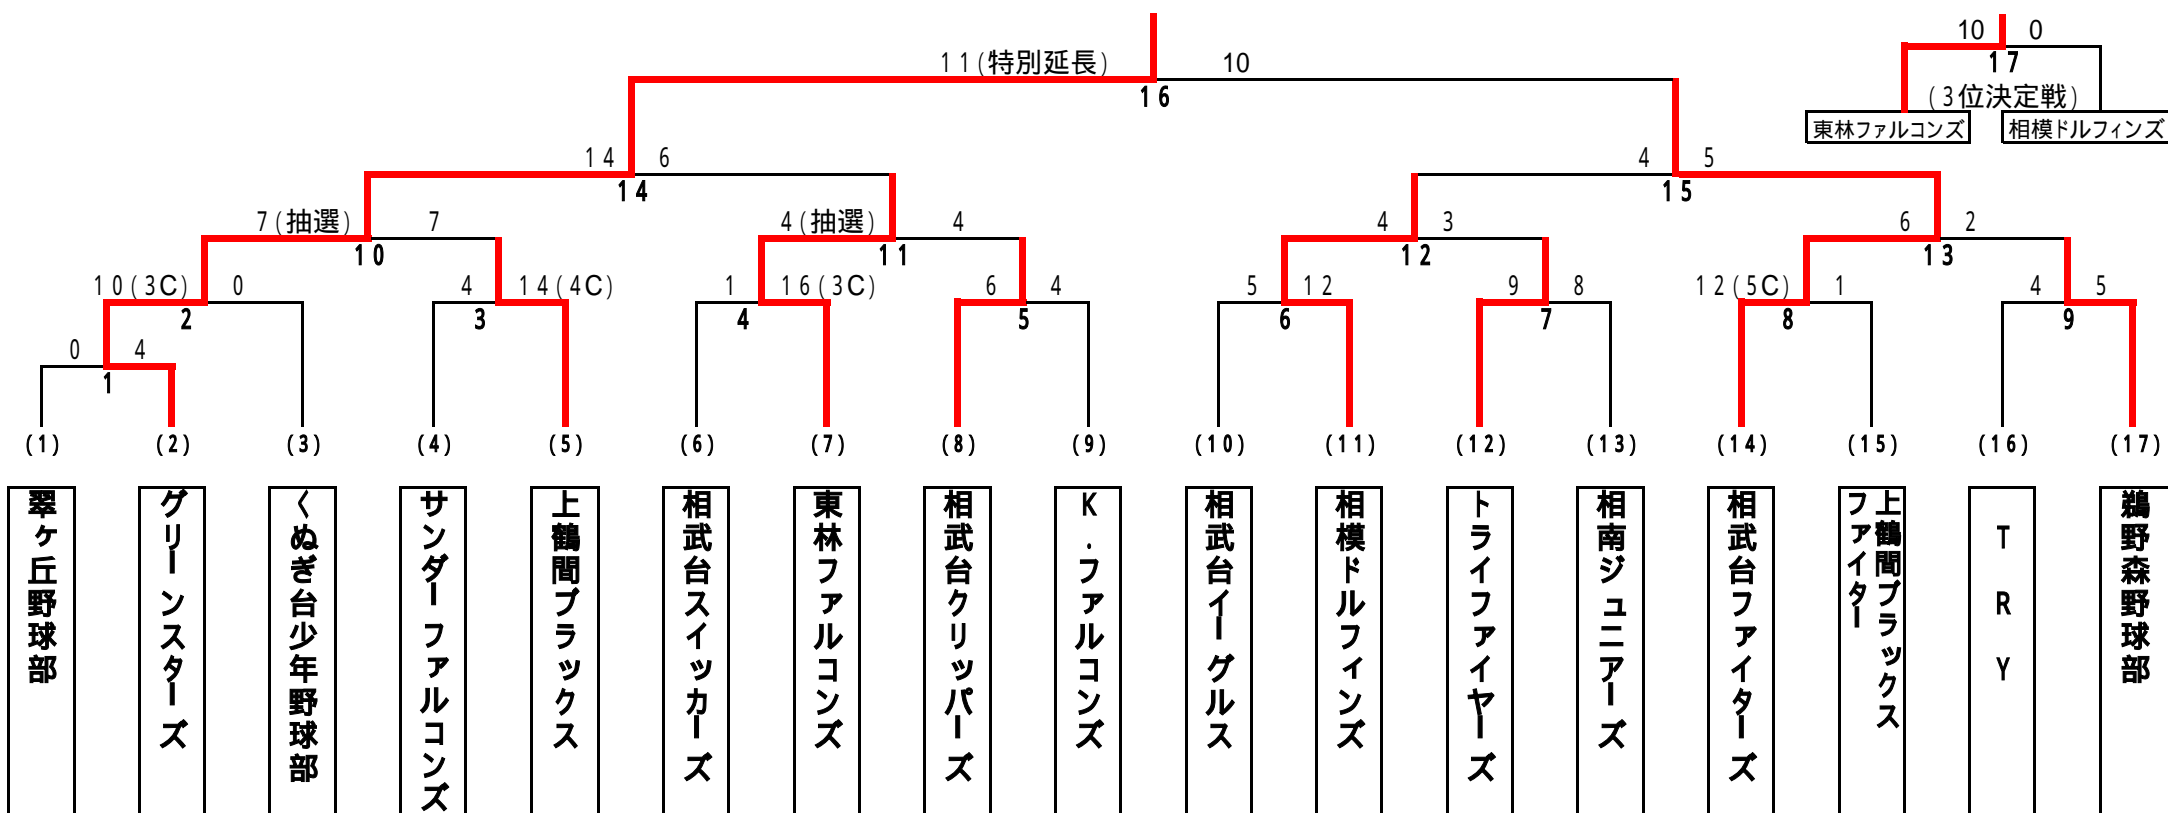 10 0
17
(3位決定戦)
東林ファルコンズ 相模ドルフィンズ
11(特別延長) 10
16
14 6
14
4 5
15
7(抽選) 7
10
4(抽選) 4
11
4 3
12
6 2
13
10(3C) 0
2
4 14(4C)
3
1 16(3C)
4
6 4
5
5 12
6
9 8
7
12(5C) 1
8
4 5
9
0 4
1
(1) (2) (3) (4) (5) (6) (7) (8) (9) (10) (11) (12) (13) (14) (15) (16) (17)
翠ヶ丘野球部
グリーンスターズ
くぬぎ台少年野球部
サンダーファルコンズ
上鶴間ブラックス
相武台スイッカーズ
東林ファルコンズ
相武台クリッパーズ
K.ファルコンズ
相武台イーグルス
相模ドルフィンズ
トライファイヤーズ
相南ジュニアーズ
相武台ファイターズ
上鶴間ブラックス
ファイター
TRY
鵜野森野球部